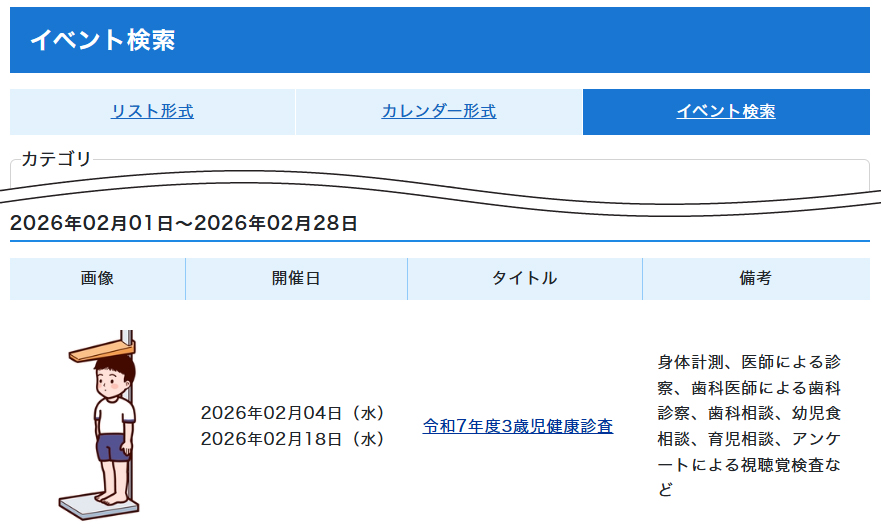 イベント検索
リスト形式
カレンダー形式
イベント検索
カテゴリ
2026年02月01日～2026年02月28日
画像
開催日
タイトル
備考
2026年02月04日（水）
2026年02月18日（水）
令和7年度3歳児健康診査
身体計測、医師による診
察、歯科医師による歯科
診察、歯科相談、幼児食
相談、育児相談、アンケ
ートによる視聴覚検査な
ど